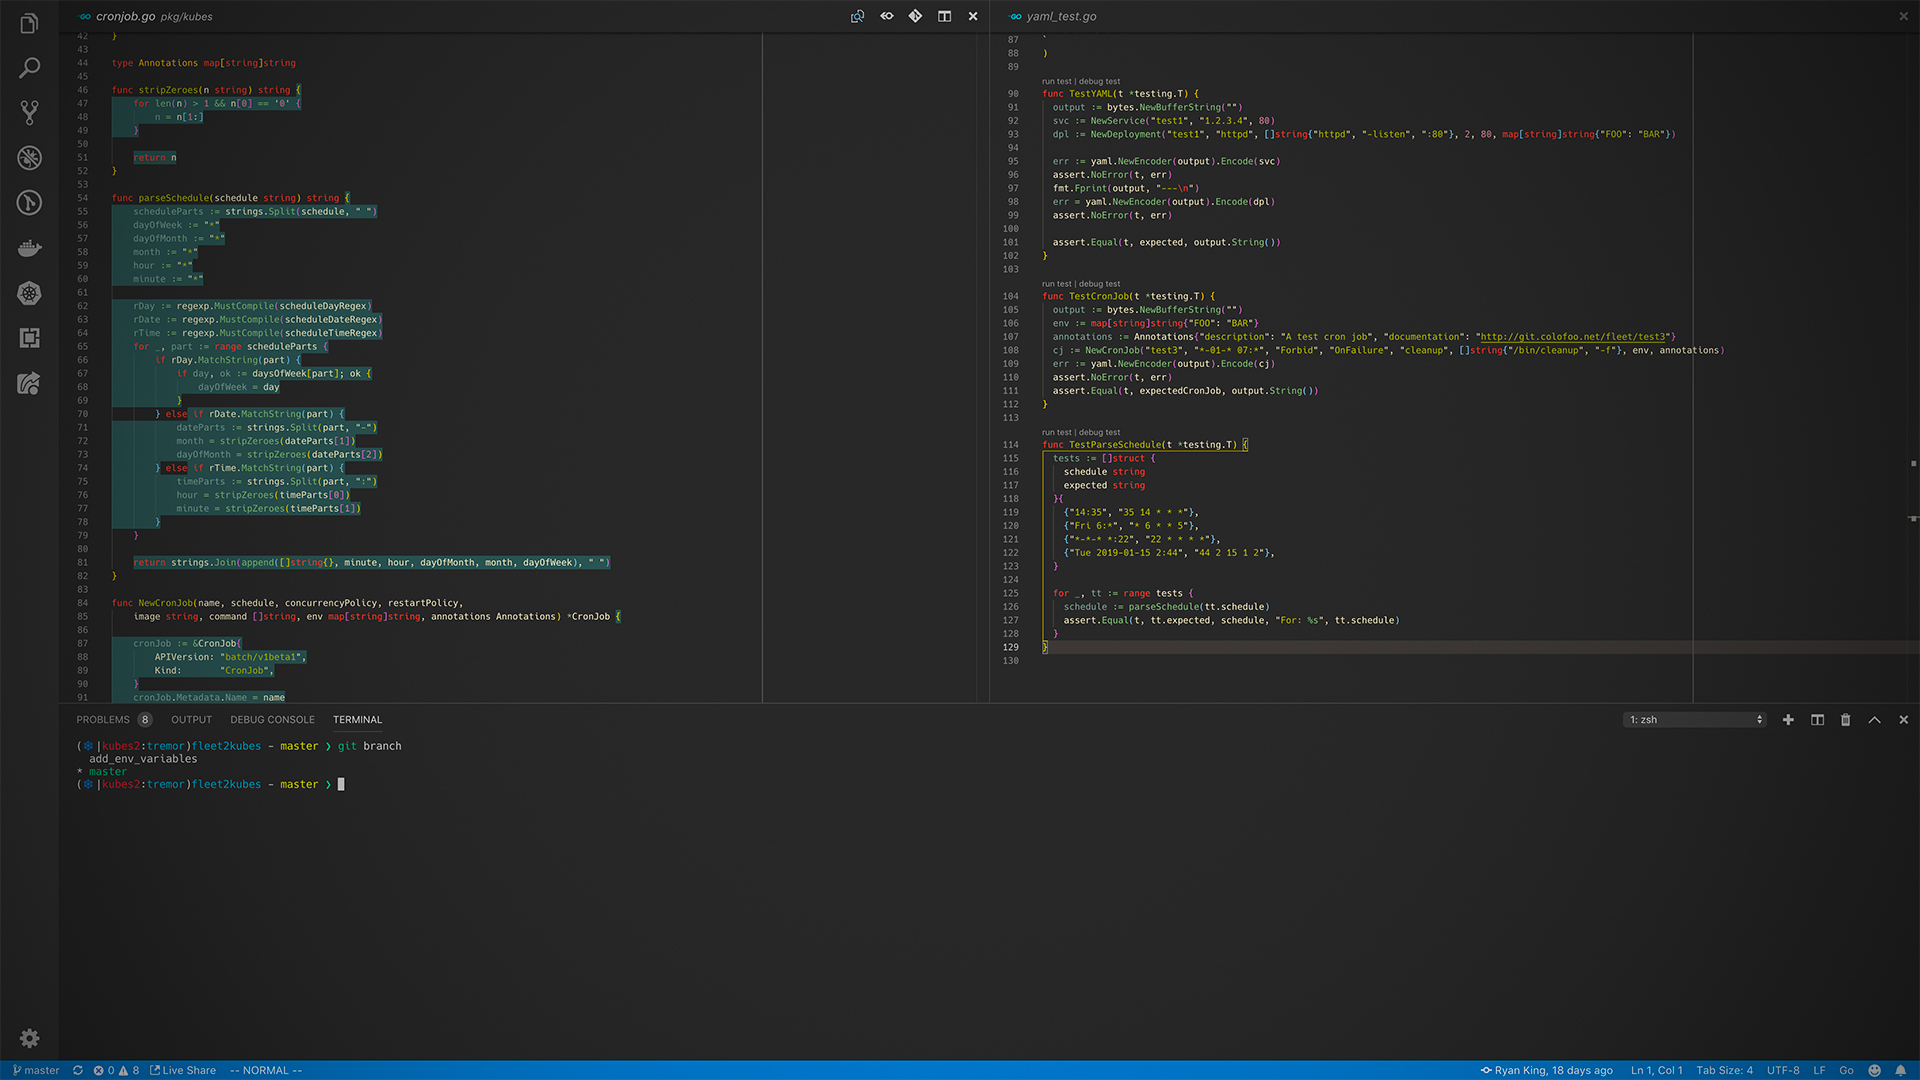 cronjob.go pkg/kubes
42 }
43
44 type Annotations map[string]string
45
46 func stripZeroes(n string) string {
47 for len(n) > 1 && n[0] == '0' {
48 n = n[1:]
49 }
50
51 return n
52 }
53
54 func parseSchedule(schedule string) string {
55 scheduleParts := strings.Split(schedule, " ")
56 dayOfWeek := "*"
57 dayOfMonth := "*"
58 month := "*"
59 hour := "*"
60 minute := "*"
61
62 rDay := regexp.MustCompile(scheduleDayRegex)
63 rDate := regexp.MustCompile(scheduleDateRegex)
64 rTime := regexp.MustCompile(scheduleTimeRegex)
65 for _, part := range scheduleParts {
66 if rDay.MatchString(part) {
67 if day, ok := daysOfWeek[part]; ok {
68 dayOfWeek = day
69 }
70 } else if rDate.MatchString(part) {
71 dateParts := strings.Split(part, "-")
72 month = stripZeroes(dateParts[1])
73 dayOfMonth = stripZeroes(dateParts[2])
74 } else if rTime.MatchString(part) {
75 timeParts := strings.Split(part, ":")
76 hour = stripZeroes(timeParts[0])
77 minute = stripZeroes(timeParts[1])
78 }
79 }
80
81 return strings.Join(append([]string{}, minute, hour, dayOfMonth, month, dayOfWeek), " ")
82 }
83
84 func NewCronJob(name, schedule, concurrencyPolicy, restartPolicy,
85 image string, command []string, env map[string]string, annotations Annotations) *CronJob {
86
87 cronJob := &CronJob{
88 APIVersion: "batch/v1beta1",
89 Kind: "CronJob",
90 }
91 cronJob.Metadata.Name = name
yaml_test.go
87 `
88 )
89
run test | debug test
90 func TestYAML(t *testing.T) {
91 output := bytes.NewBufferString("")
92 svc := NewService("test1", "1.2.3.4", 80)
93 dpl := NewDeployment("test1", "httpd", []string{"httpd", "-listen", ":80"}, 2, 80, map[string]string{"FOO": "BAR"})
94
95 err := yaml.NewEncoder(output).Encode(svc)
96 assert.NoError(t, err)
97 fmt.Fprint(output, "---\n")
98 err = yaml.NewEncoder(output).Encode(dpl)
99 assert.NoError(t, err)
100
101 assert.Equal(t, expected, output.String())
102 }
103
run test | debug test
104 func TestCronJob(t *testing.T) {
105 output := bytes.NewBufferString("")
106 env := map[string]string{"FOO": "BAR"}
107 annotations := Annotations{"description": "A test cron job", "documentation": "http://git.colofoo.net/fleet/test3"}
108 cj := NewCronJob("test3", "*-01-* 07:*", "Forbid", "OnFailure", "cleanup", []string{"/bin/cleanup", "-f"}, env, annotations)
109 err := yaml.NewEncoder(output).Encode(cj)
110 assert.NoError(t, err)
111 assert.Equal(t, expectedCronJob, output.String())
112 }
113
run test | debug test
114 func TestParseSchedule(t *testing.T) {
115 tests := []struct {
116 schedule string
117 expected string
118 }{
119 {"14:35", "35 14 * * *"},
120 {"Fri 6:*", "* 6 * * 5"},
121 {"*-*-* *:22", "22 * * * *"},
122 {"Tue 2019-01-15 2:44", "44 2 15 1 2"},
123 }
124
125 for _, tt := range tests {
126 schedule := parseSchedule(tt.schedule)
127 assert.Equal(t, tt.expected, schedule, "For: %s", tt.schedule)
128 }
129 }
130
PROBLEMS 8 OUTPUT DEBUG CONSOLE TERMINAL 1: zsh
(⎈ |kubes2:tremor)fleet2kubes - master ❯ git branch
add_env_variables
* master
(⎈ |kubes2:tremor)fleet2kubes - master ❯
master 0 8 Live Share -- NORMAL -- Ryan King, 18 days ago Ln 1, Col 1 Tab Size: 4 UTF-8 LF Go